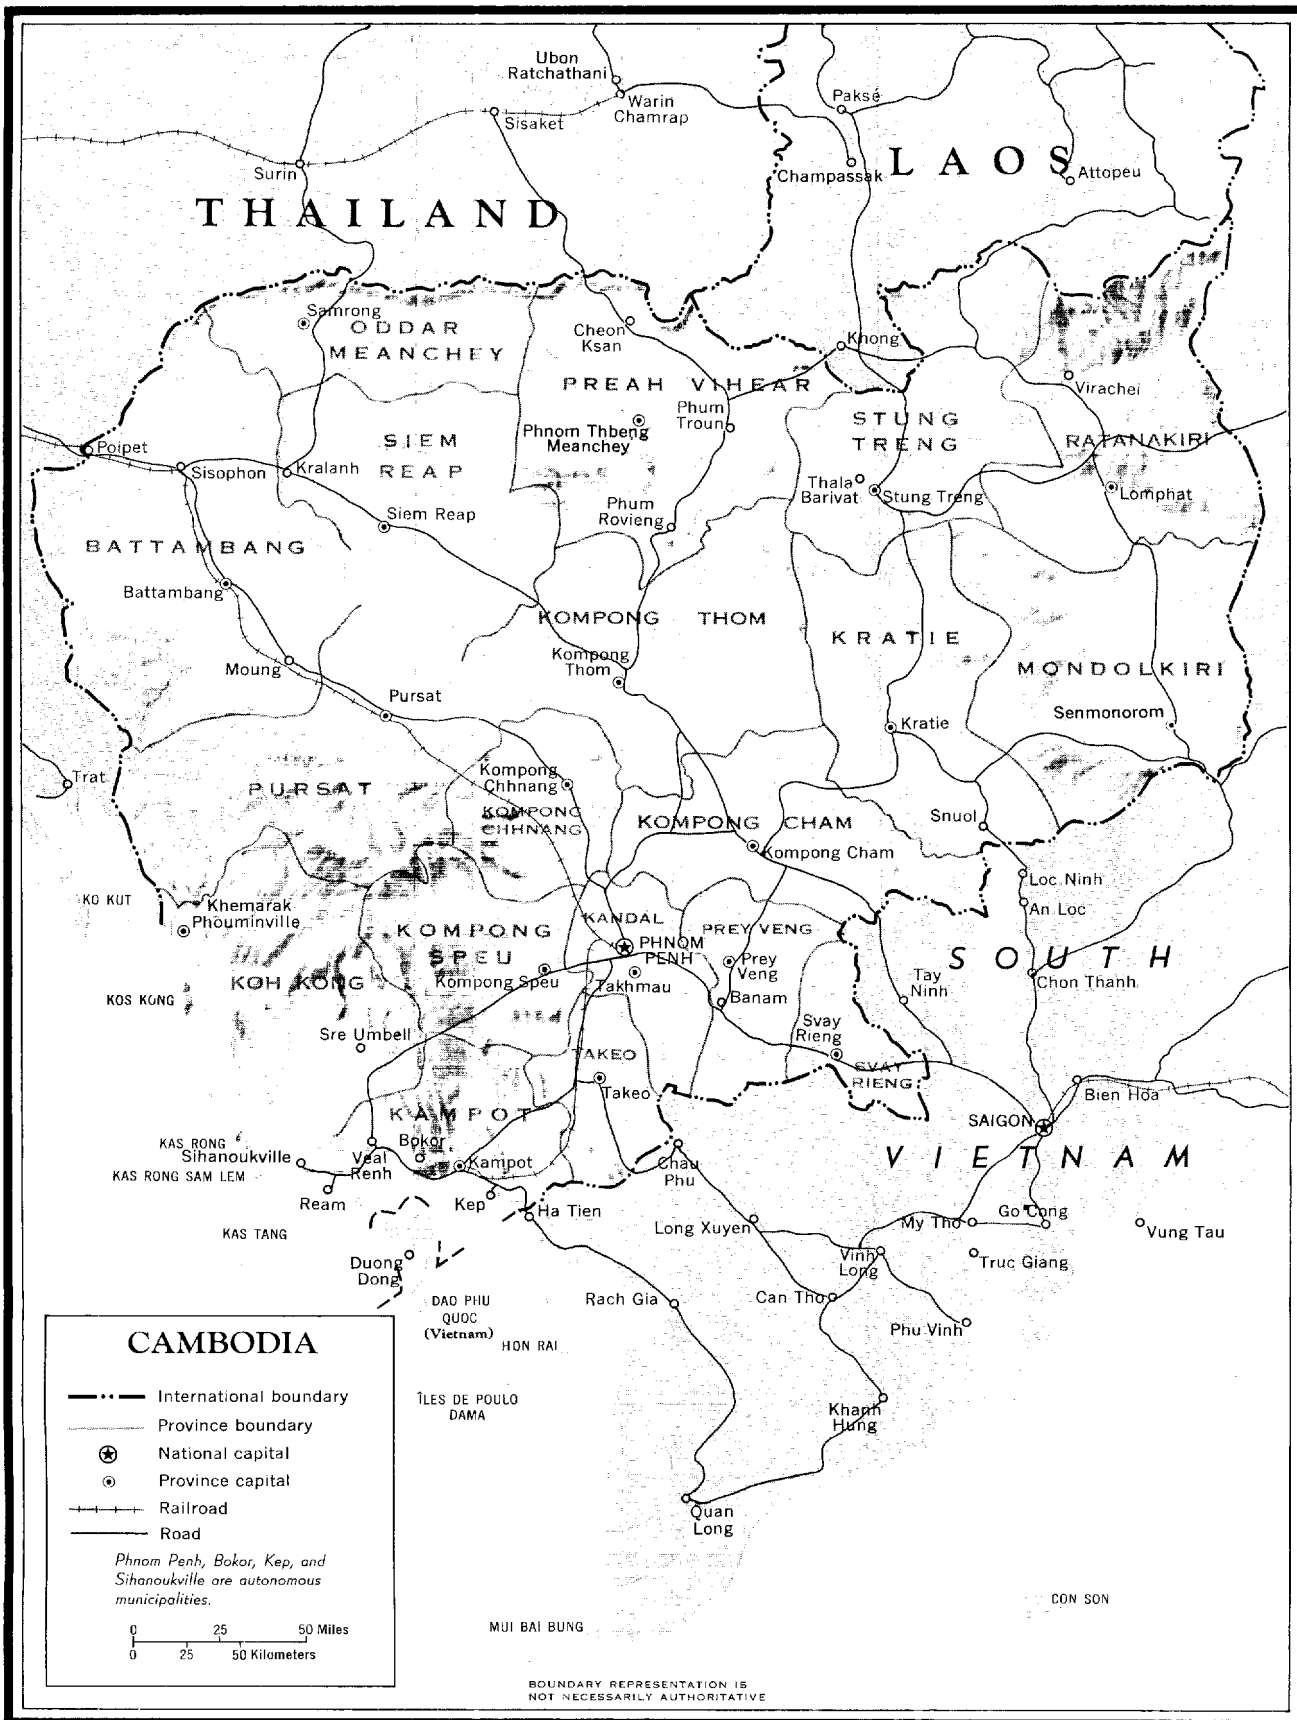 Ubon
Ratchathani
Warin
Chamrap
Sisaket
Surin
Paksé
Champassak
Attopeu
LAOS
THAILAND
Samrong
ODDAR
MEANCHEY
Cheon
Ksan
Khong
PREAH VIHEAR
Phum
Troun
Virachei
STUNG
TRENG
Phnom Thbeng
Meanchey
SIEM
REAP
RATANAKIRI
Poipet
Sisophon
Kralanh
Thala
Barivat
Stung Treng
Lomphat
Siem Reap
Phum
Rovieng
BATTAMBANG
Battambang
KOMPONG THOM
KRATIE
Kompong
Thom
MONDOLKIRI
Moung
Pursat
Senmonorom
Kratie
Trat
PURSAT
Kompong
Chhnang
KOMPONG
CHHNANG
KOMPONG CHAM
Snuol
Kompong Cham
Loc Ninh
An Loc
KO KUT
Khemarak
Phouminville
KOMPONG
SPEU
KANDAL
PREY VENG
PHNOM
PENH
SOUTH
Prey
Veng
Tay
Ninh
Chon Thanh
KOH KONG
Kompong Speu
Takhmau
Banam
KOS KONG
Sre Umbell
Svay
Rieng
TAKEO
SVAY
RIENG
Takeo
Bien Hoa
KAMPOT
SAIGON
KAS RONG
Sihanoukville
Veal
Renh
Bokor
Kampot
Chau
Phu
VIETNAM
KAS RONG SAM LEM
Ream
Kep
Ha Tien
Long Xuyen
My Tho
Go Cong
Vung Tau
KAS TANG
Duong
Dong
Vinh
Long
Truc Giang
DAO PHU
QUOC
(Vietnam)
Rach Gia
Can Tho
Phu Vinh
HON RAI
ÎLES DE POULO
DAMA
Khanh
Hung
Quan
Long
CON SON
MUI BAI BUNG
CAMBODIA
International boundary
Province boundary
National capital
Province capital
Railroad
Road
Phnom Penh, Bokor, Kep, and
Sihanoukville are autonomous
municipalities.
0 25 50 Miles
0 25 50 Kilometers
BOUNDARY REPRESENTATION IS
NOT NECESSARILY AUTHORITATIVE